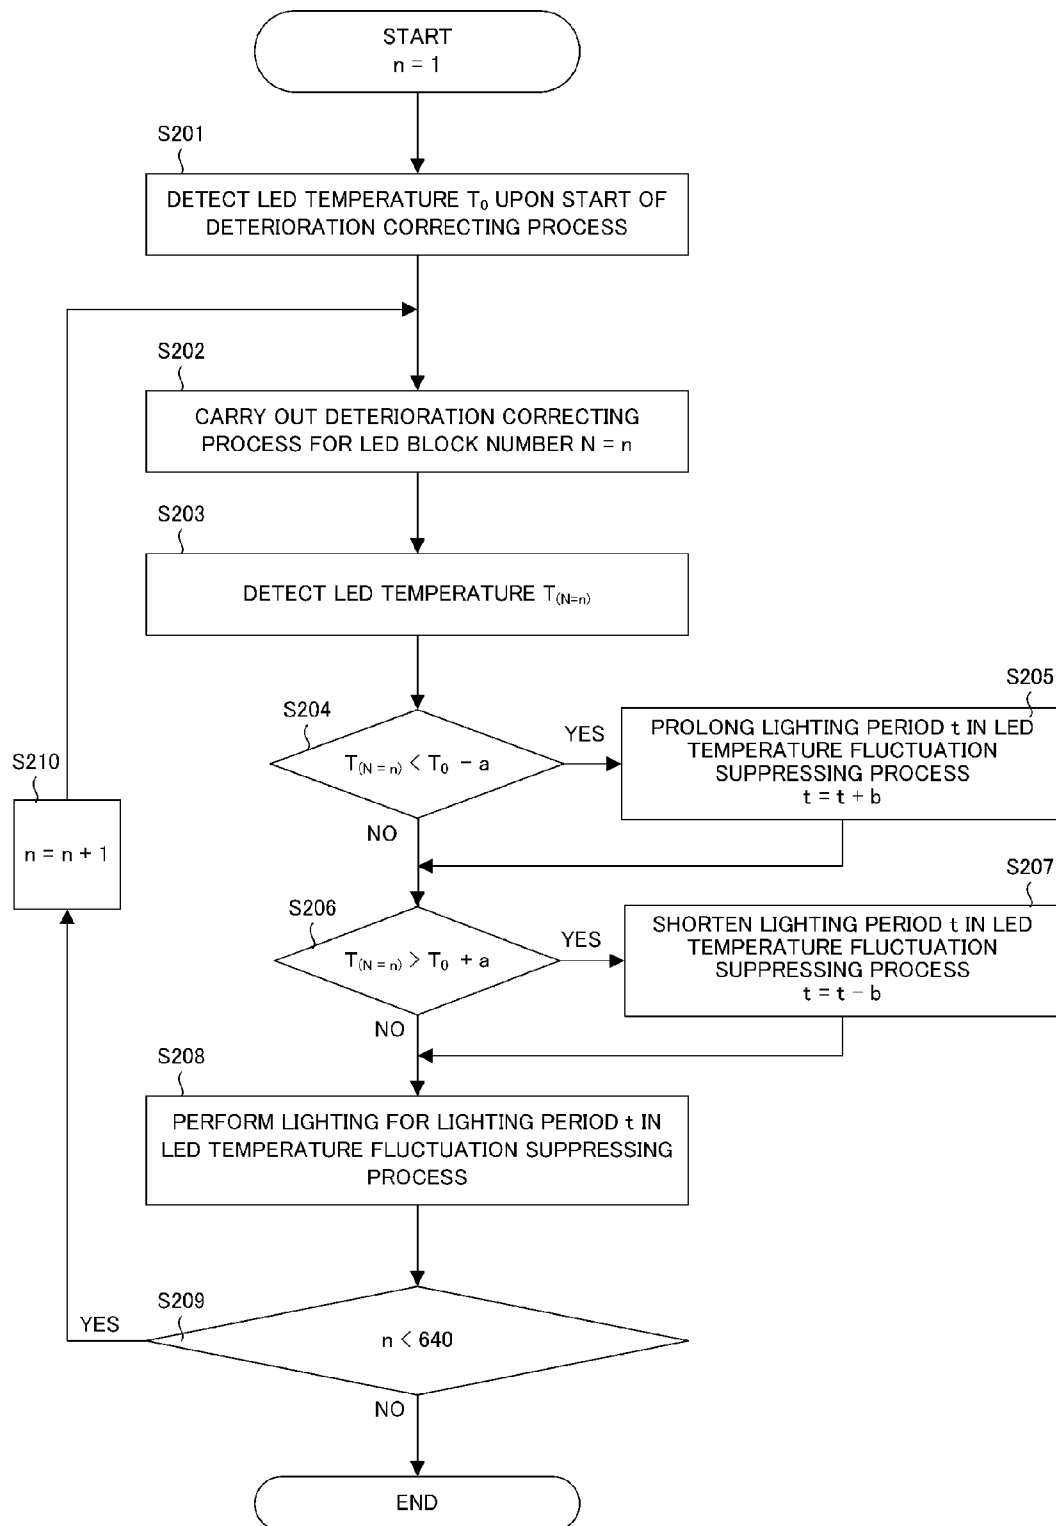 START
n = 1
S201
DETECT LED TEMPERATURE T₀ UPON START OF
DETERIORATION CORRECTING PROCESS
S202
CARRY OUT DETERIORATION CORRECTING
PROCESS FOR LED BLOCK NUMBER N = n
S203
DETECT LED TEMPERATURE T₍N=n₎
S204
T₍N = n₎ < T₀ − a
YES
NO
S205
PROLONG LIGHTING PERIOD t IN LED
TEMPERATURE FLUCTUATION
SUPPRESSING PROCESS
t = t + b
S206
T₍N = n₎ > T₀ + a
YES
NO
S207
SHORTEN LIGHTING PERIOD t IN LED
TEMPERATURE FLUCTUATION
SUPPRESSING PROCESS
t = t − b
S208
PERFORM LIGHTING FOR LIGHTING PERIOD t IN
LED TEMPERATURE FLUCTUATION SUPPRESSING
PROCESS
S209
n < 640
YES
NO
S210
n = n + 1
END